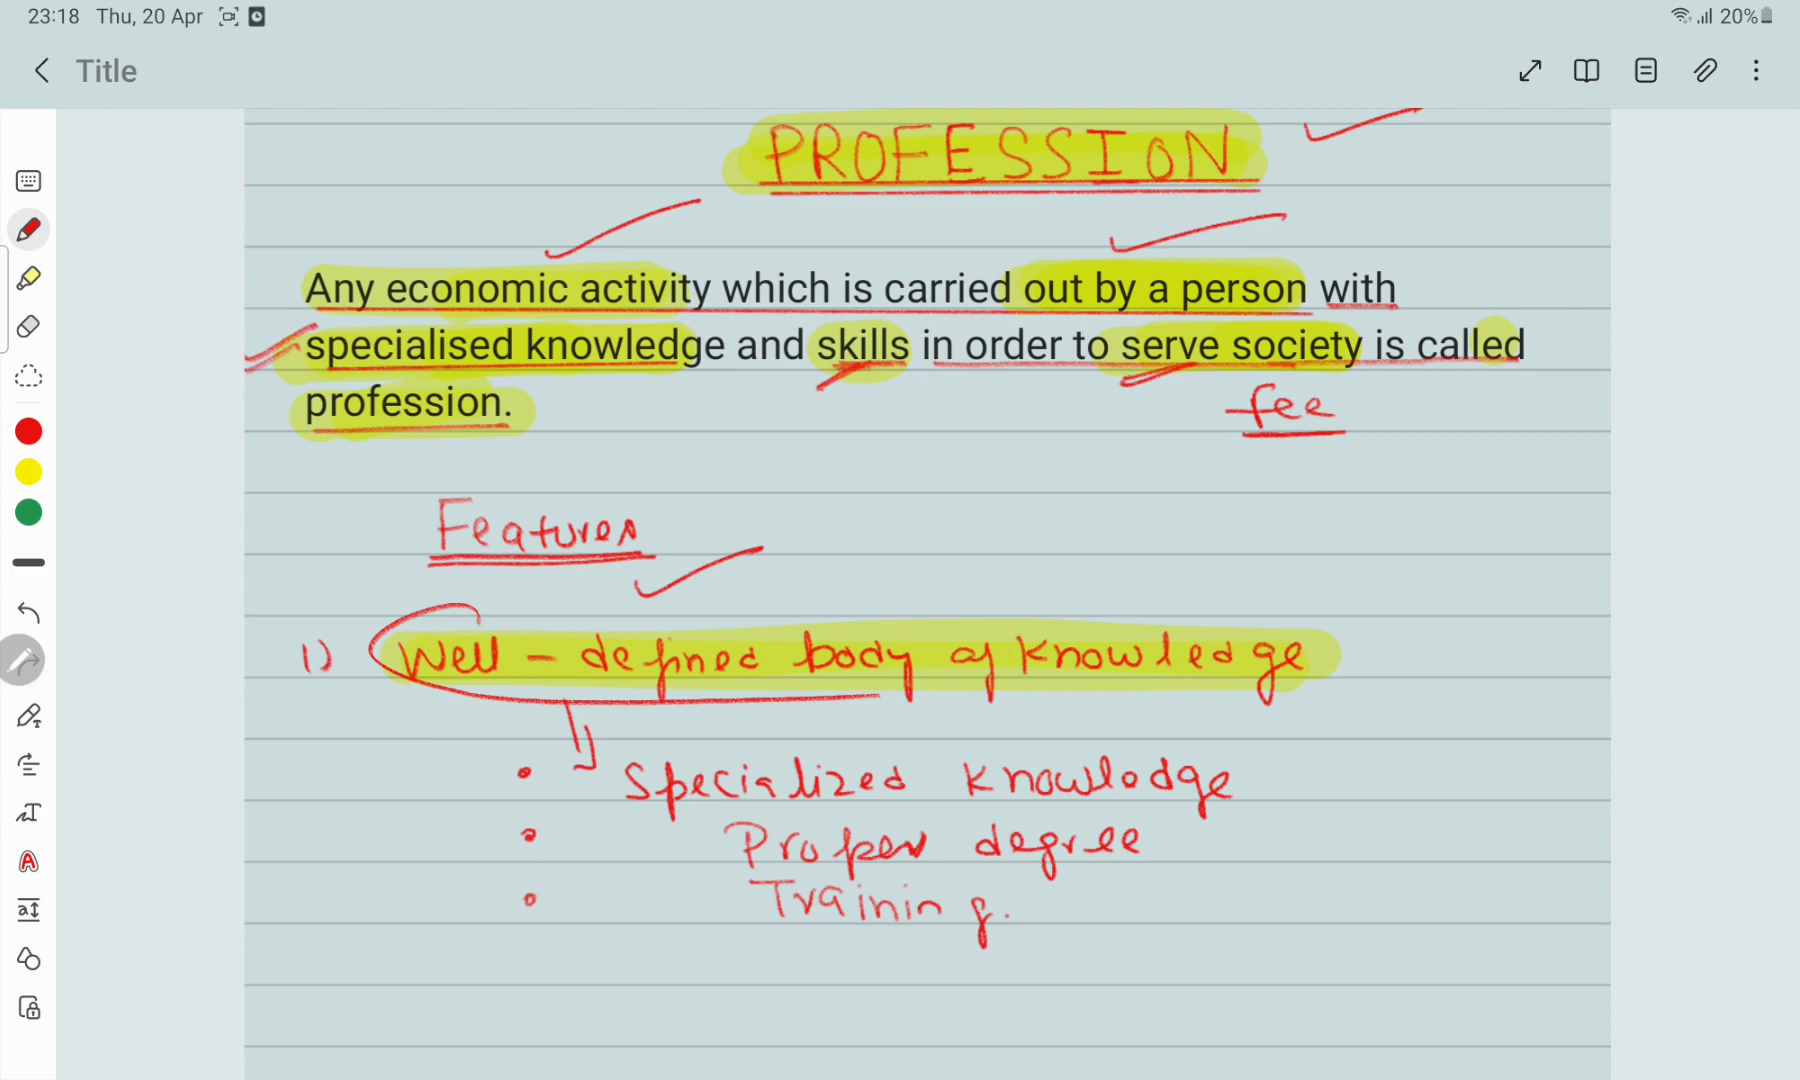 23:18 Thu, 20 Apr
20%
Title
PROFESSION
Any economic activity which is carried out by a person with
specialised knowledge and skills in order to serve society is called
profession.
fee
Features
1) Well - defined body of knowledge
• Specialized knowledge
• Proper degree
• Training.